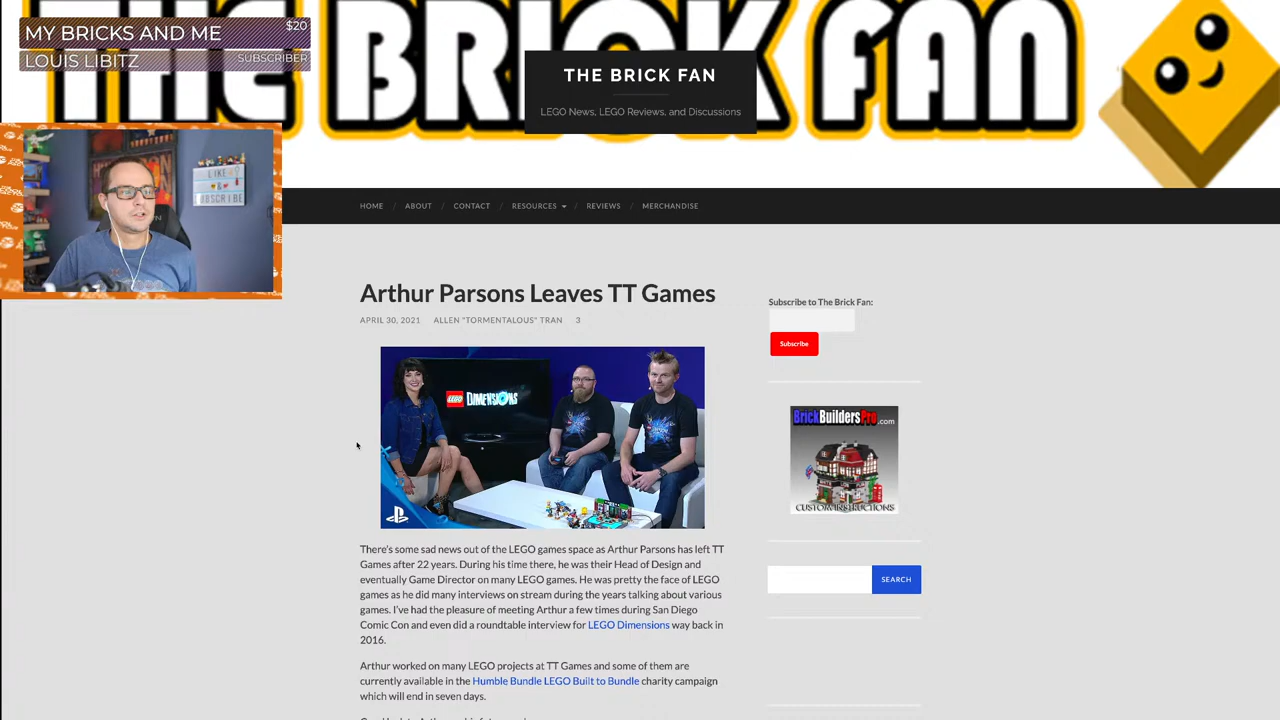 MY BRICKS AND ME
$20
LOUIS LIBITZ
SUBSCRIBER
THE BRICK FAN
THE BRICK FAN
LEGO News, LEGO Reviews, and Discussions
LIKE
&
SUBSCRIBE
HOME / ABOUT / CONTACT / RESOURCES / REVIEWS / MERCHANDISE
Arthur Parsons Leaves TT Games
APRIL 30, 2021 ALLEN "TORMENTALOUS" TRAN 3
LEGO DIMENSIONS
There's some sad news out of the LEGO games space as Arthur Parsons has left TT
Games after 22 years. During his time there, he was their Head of Design and
eventually Game Director on many LEGO games. He was pretty the face of LEGO
games as he did many interviews on stream during the years talking about various
games. I've had the pleasure of meeting Arthur a few times during San Diego
Comic Con and even did a roundtable interview for LEGO Dimensions way back in
2016.
Arthur worked on many LEGO projects at TT Games and some of them are
currently available in the Humble Bundle LEGO Built to Bundle charity campaign
which will end in seven days.
Subscribe to The Brick Fan:
Subscribe
BrickBuildersPro.com
CUSTOM INSTRUCTIONS
SEARCH